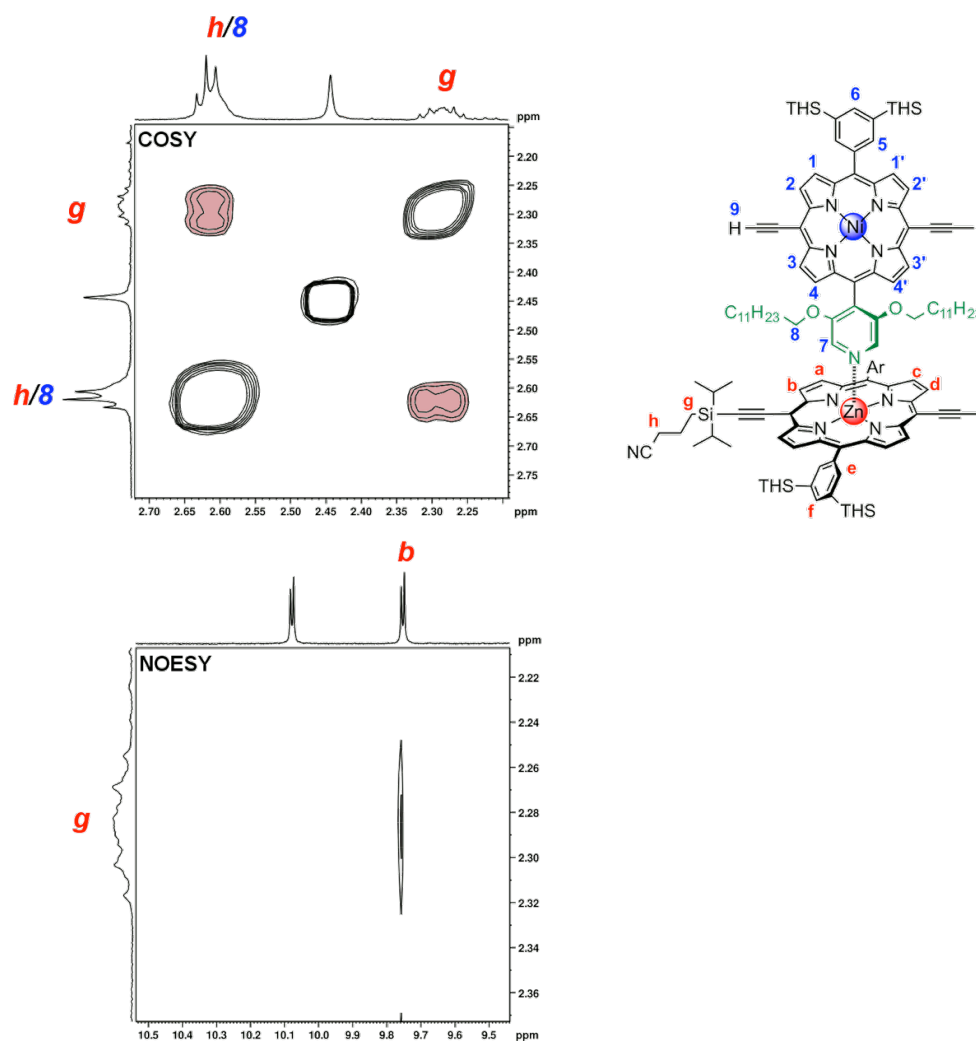 h/8
g
ppm
COSY
2.20
2.25
g
2.30
2.35
2.40
2.45
2.50
2.55
h/8
2.60
2.65
2.70
2.75
2.70 2.65 2.60 2.55 2.50 2.45 2.40 2.35 2.30 2.25 ppm
6
THS THS
5
1 1'
2 2'
9
N N
H Ni
N N
3 3'
4 4'
C11H23 O O C11H23
8
7
N Ar
a c
b d
g N N
Si Zn
h N N
NC
e
THS
f THS
b
ppm
NOESY
2.22
2.24
2.26
2.28
g
2.30
2.32
2.34
2.36
10.5 10.4 10.3 10.2 10.1 10.0 9.9 9.8 9.7 9.6 9.5 ppm